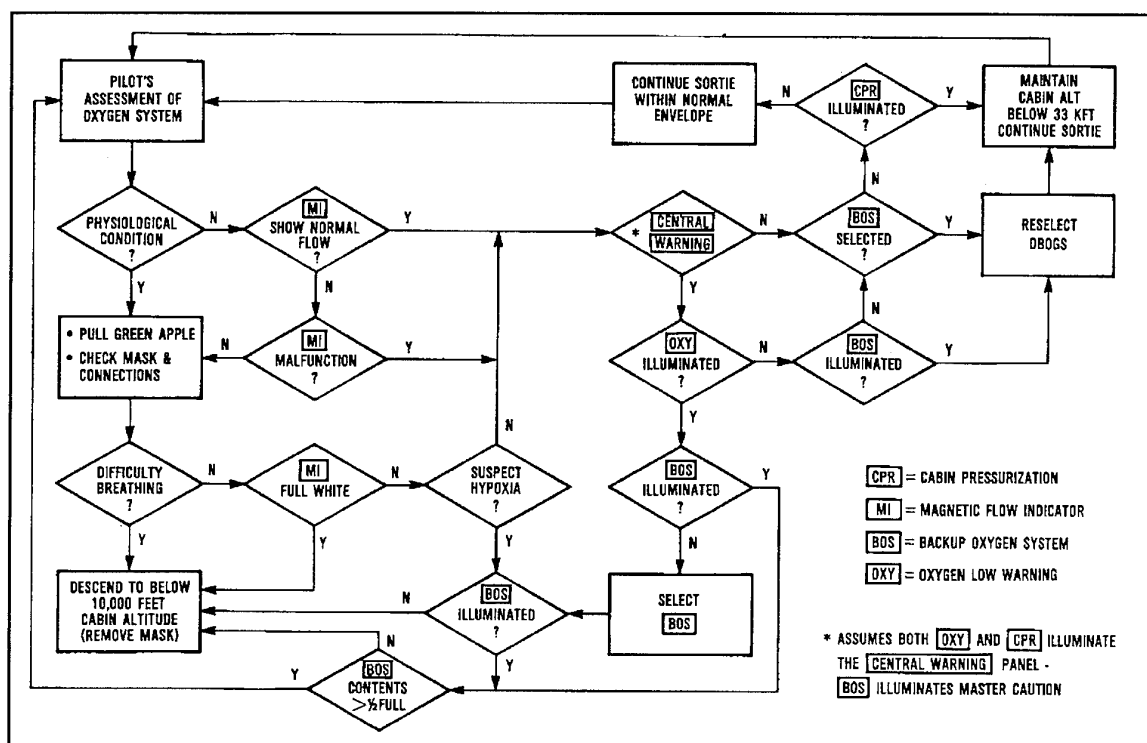 PILOT'S
ASSESSMENT OF
OXYGEN SYSTEM
CONTINUE SORTIE
WITHIN NORMAL
ENVELOPE
N
CPR
ILLUMINATED
?
Y
MAINTAIN
CABIN ALT
BELOW 33 KFT
CONTINUE SORTIE
N
PHYSIOLOGICAL
CONDITION
?
N
MI
SHOW NORMAL
FLOW
?
Y
* CENTRAL
WARNING
N
BOS
SELECTED
?
Y
RESELECT
DBOGS
Y
N
Y
N
• PULL GREEN APPLE
• CHECK MASK &
CONNECTIONS
N
MI
MALFUNCTION
?
Y
OXY
ILLUMINATED
?
N
BOS
ILLUMINATED
?
Y
N
Y
DIFFICULTY
BREATHING
?
N
MI
FULL WHITE
N
SUSPECT
HYPOXIA
?
BOS
ILLUMINATED
?
Y
Y
Y
Y
N
CPR = CABIN PRESSURIZATION
MI = MAGNETIC FLOW INDICATOR
BOS = BACKUP OXYGEN SYSTEM
OXY = OXYGEN LOW WARNING
DESCEND TO BELOW
10,000 FEET
CABIN ALTITUDE
(REMOVE MASK)
N
BOS
ILLUMINATED
?
SELECT
BOS
N
Y
Y
BOS
CONTENTS
>½FULL
* ASSUMES BOTH OXY AND CPR ILLUMINATE
THE CENTRAL WARNING PANEL -
BOS ILLUMINATES MASTER CAUTION